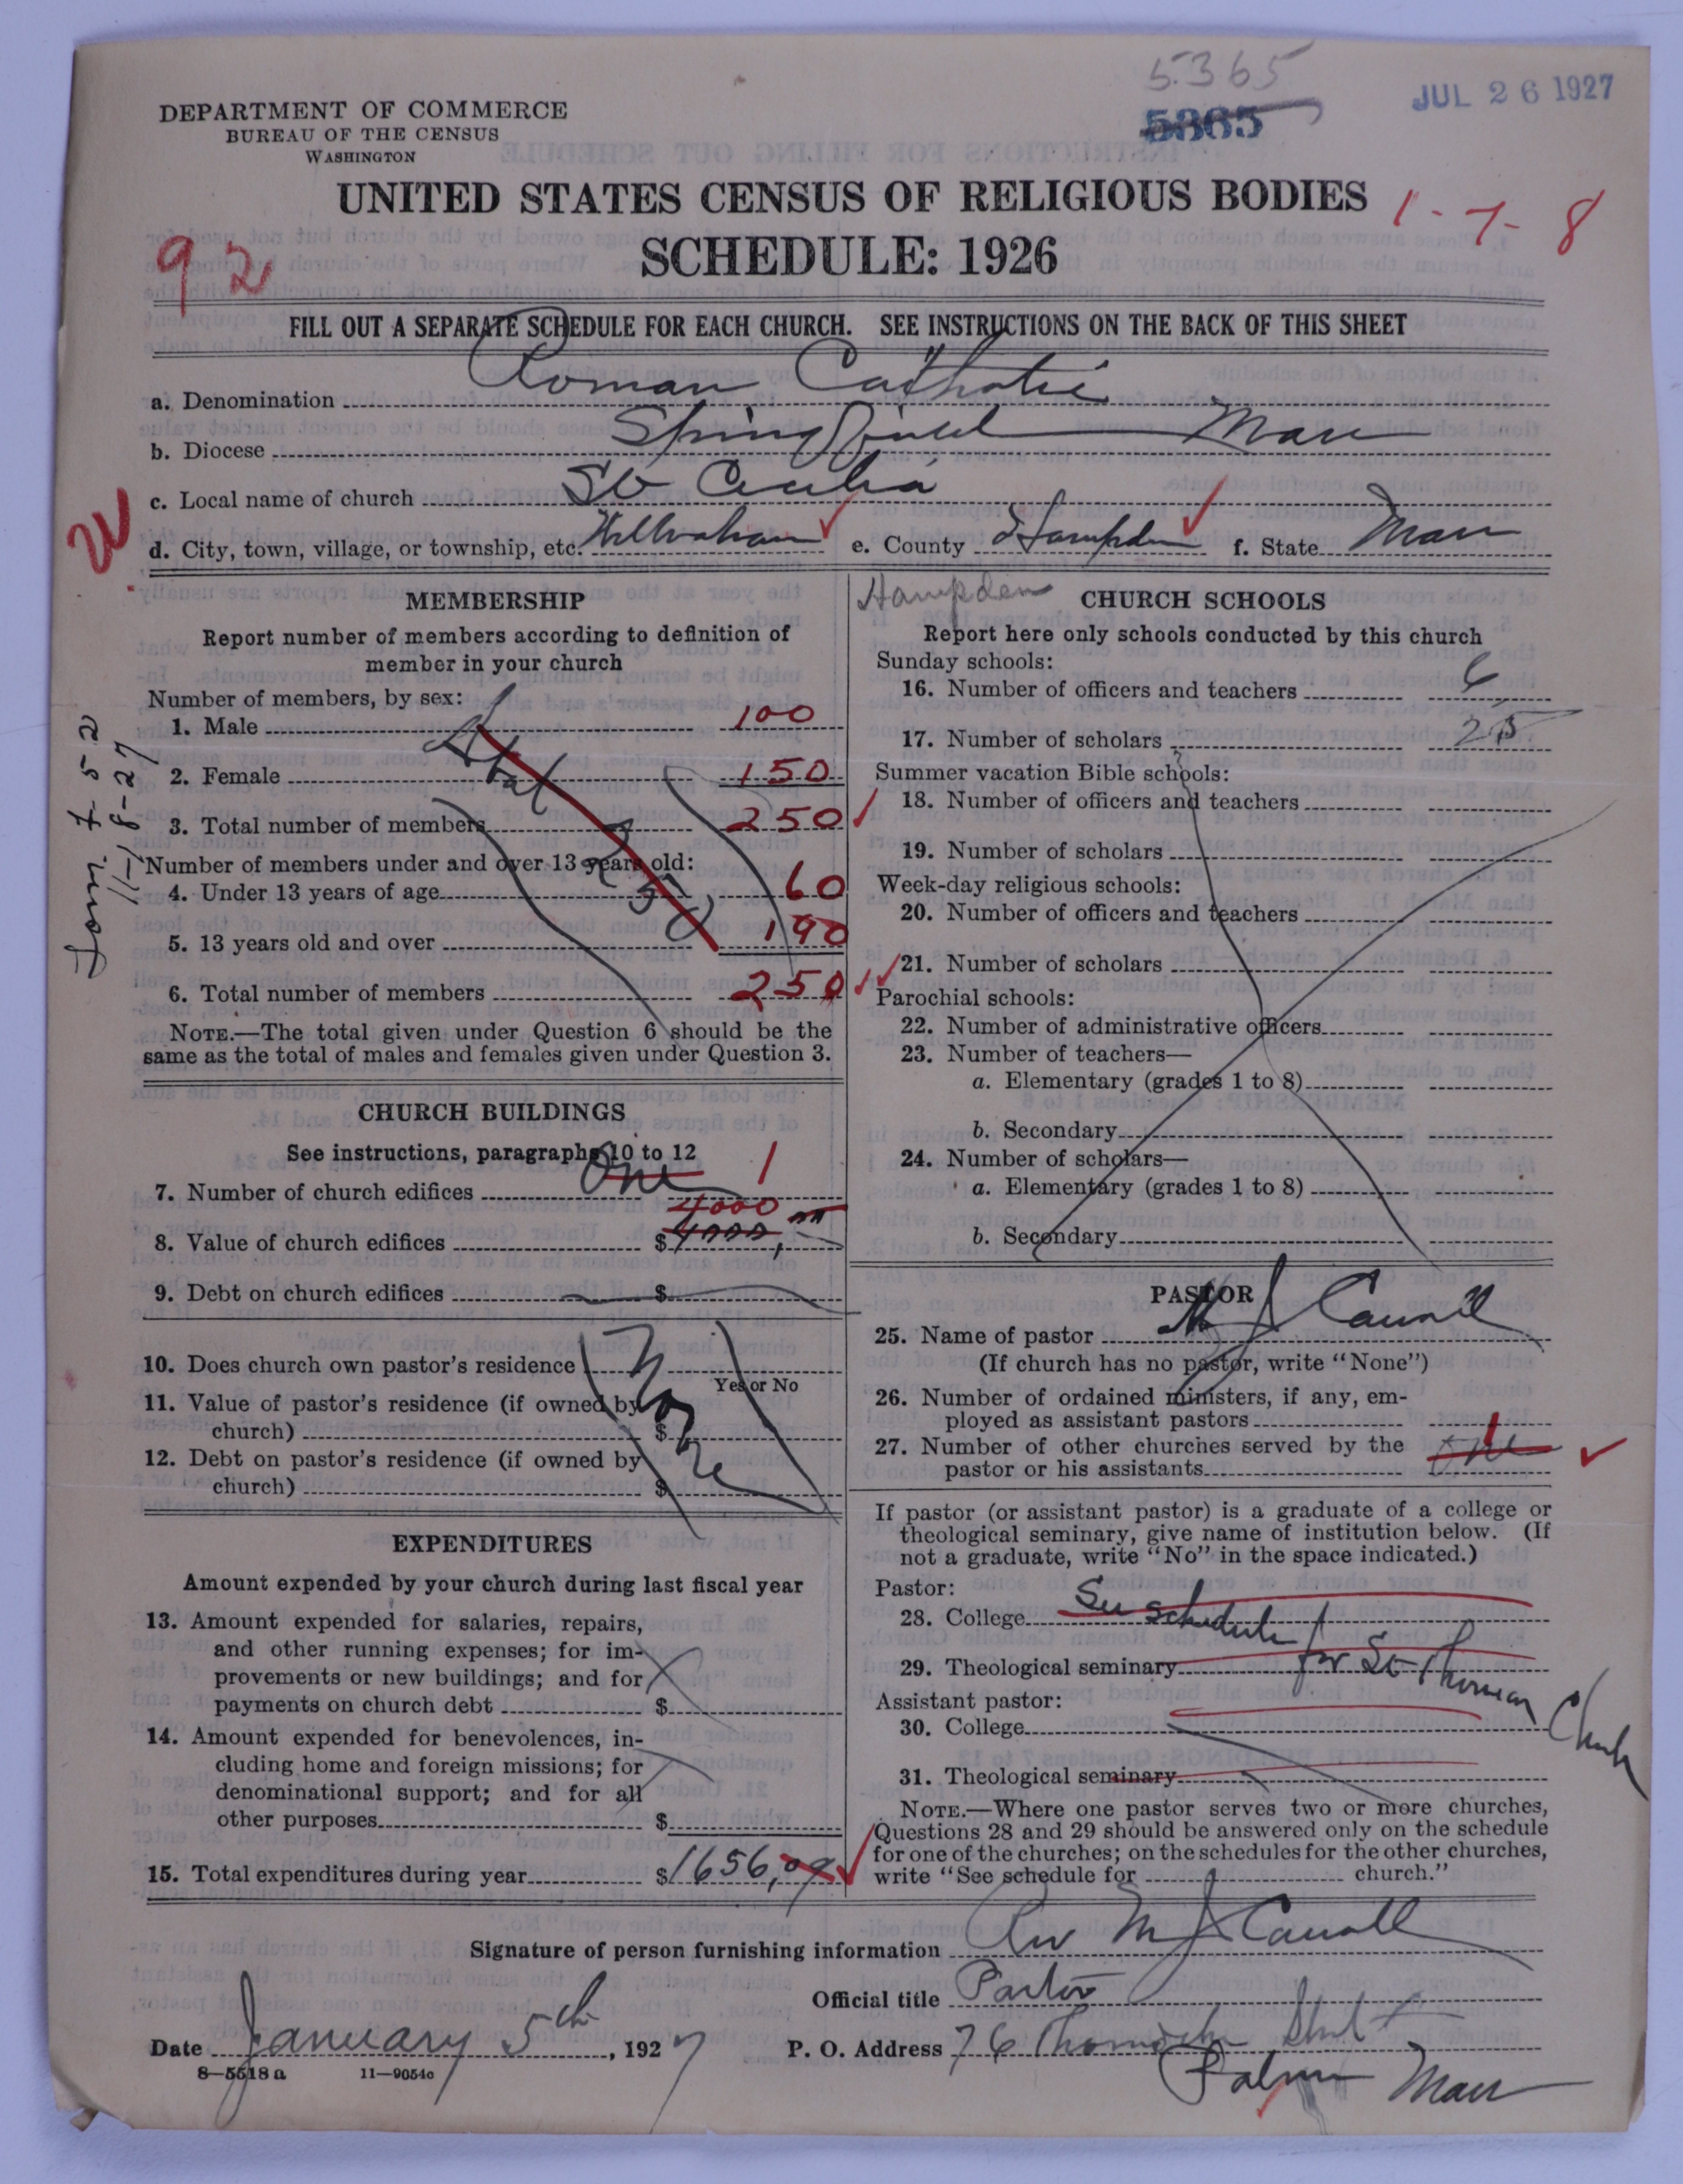 5365
5865
JUL 26 1927
DEPARTMENT OF COMMERCE
BUREAU OF THE CENSUS
WASHINGTON
UNITED STATES CENSUS OF RELIGIOUS BODIES
1-7-8
92
SCHEDULE: 1926
FILL OUT A SEPARATE SCHEDULE FOR EACH CHURCH. SEE INSTRUCTIONS ON THE BACK OF THIS SHEET
a. Denomination Roman Catholic
b. Diocese Springfield Mass
c. Local name of church St Cecilia
d. City, town, village, or township, etc. Wilbraham e. County Hampden f. State Mass
Hampden
MEMBERSHIP
Report number of members according to definition of
member in your church
Number of members, by sex:
1. Male 100
2. Female 150
3. Total number of members 250
Number of members under and over 13 years old:
4. Under 13 years of age 60
5. 13 years old and over 190
6. Total number of members 250
Total
250
NOTE.—The total given under Question 6 should be the
same as the total of males and females given under Question 3.
11-8-27
CHURCH BUILDINGS
See instructions, paragraphs 10 to 12
7. Number of church edifices One 1
4000
8. Value of church edifices $4000,
9. Debt on church edifices $
10. Does church own pastor's residence
Yes or No
11. Value of pastor's residence (if owned by
church) $
12. Debt on pastor's residence (if owned by
church) $
None
EXPENDITURES
Amount expended by your church during last fiscal year
13. Amount expended for salaries, repairs,
and other running expenses; for im-
provements or new buildings; and for
payments on church debt $
14. Amount expended for benevolences, in-
cluding home and foreign missions; for
denominational support; and for all
other purposes $
15. Total expenditures during year $1656,09
CHURCH SCHOOLS
Report here only schools conducted by this church
Sunday schools:
16. Number of officers and teachers 6
17. Number of scholars 25
Summer vacation Bible schools:
18. Number of officers and teachers
19. Number of scholars
Week-day religious schools:
20. Number of officers and teachers
21. Number of scholars
Parochial schools:
22. Number of administrative officers
23. Number of teachers—
a. Elementary (grades 1 to 8)
b. Secondary
24. Number of scholars—
a. Elementary (grades 1 to 8)
b. Secondary
PASTOR
25. Name of pastor M J Carroll
(If church has no pastor, write "None")
26. Number of ordained ministers, if any, em-
ployed as assistant pastors
27. Number of other churches served by the
pastor or his assistants One 1
If pastor (or assistant pastor) is a graduate of a college or
theological seminary, give name of institution below. (If
not a graduate, write "No" in the space indicated.)
Pastor:
28. College See schedule
29. Theological seminary for St Thomas Church
Assistant pastor:
30. College
31. Theological seminary
NOTE.—Where one pastor serves two or more churches,
Questions 28 and 29 should be answered only on the schedule
for one of the churches; on the schedules for the other churches,
write "See schedule for church."
Signature of person furnishing information Rev M J Carroll
Official title Pastor
Date January 5th, 1927 P. O. Address 76 Thorndike Street
Palmer Mass
8—5518 a 11—9054c